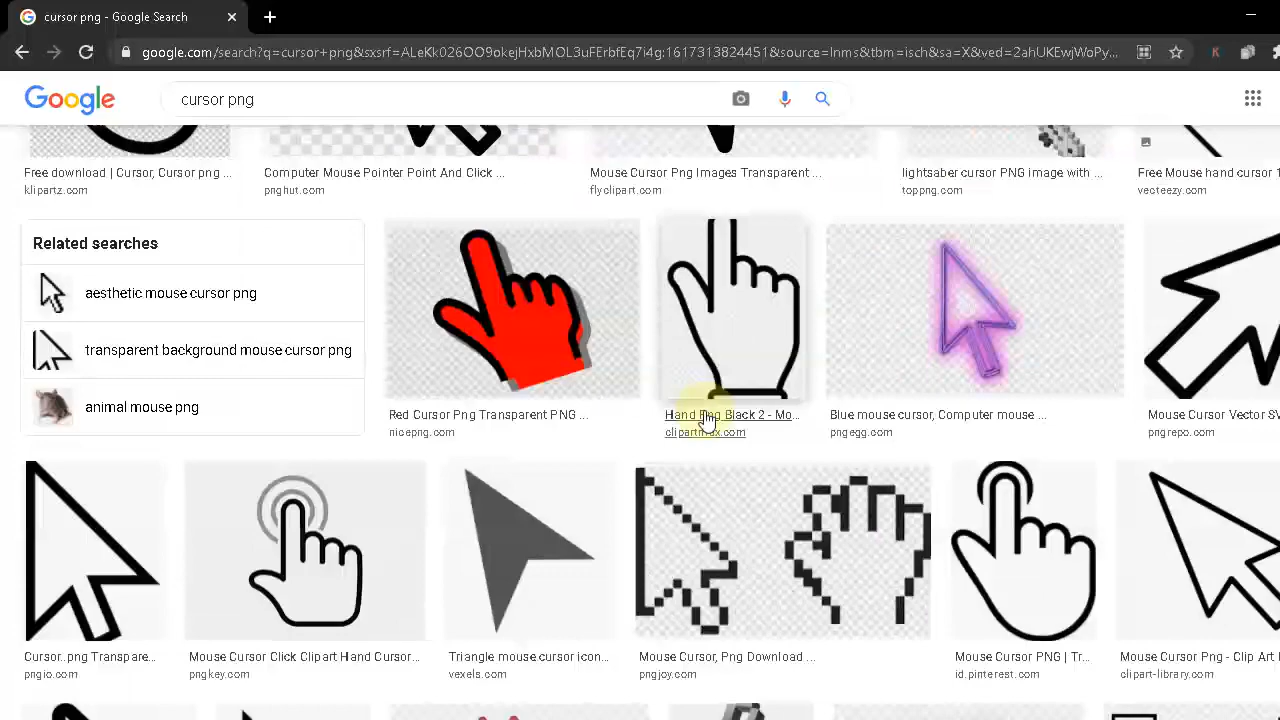 cursor png - Google Search
google.com/search?q=cursor+png&sxsrf=ALeKk026OO9okejHxbMOL3uFErbfEq7i4g:1617313824451&source=lnms&tbm=isch&sa=X&ved=2ahUKEwjWoPy...
Google
cursor png
Free download | Cursor, Cursor png ...
klipartz.com
Computer Mouse Pointer Point And Click ...
pnghut.com
Mouse Cursor Png Images Transparent ...
flyclipart.com
lightsaber cursor PNG image with ...
toppng.com
Free Mouse hand cursor 1
vecteezy.com
Related searches
aesthetic mouse cursor png
transparent background mouse cursor png
animal mouse png
Red Cursor Png Transparent PNG ...
nicepng.com
Hand Png Black 2 - Mo...
clipartmax.com
Blue mouse cursor, Computer mouse ...
pngegg.com
Mouse Cursor Vector SV
pngrepo.com
Cursor..png Transpare...
pngio.com
Mouse Cursor Click Clipart Hand Cursor...
pngkey.com
Triangle mouse cursor icon...
vexels.com
Mouse Cursor, Png Download ...
pngjoy.com
Mouse Cursor PNG | Tr...
id.pinterest.com
Mouse Cursor Png - Clip Art
clipart-library.com